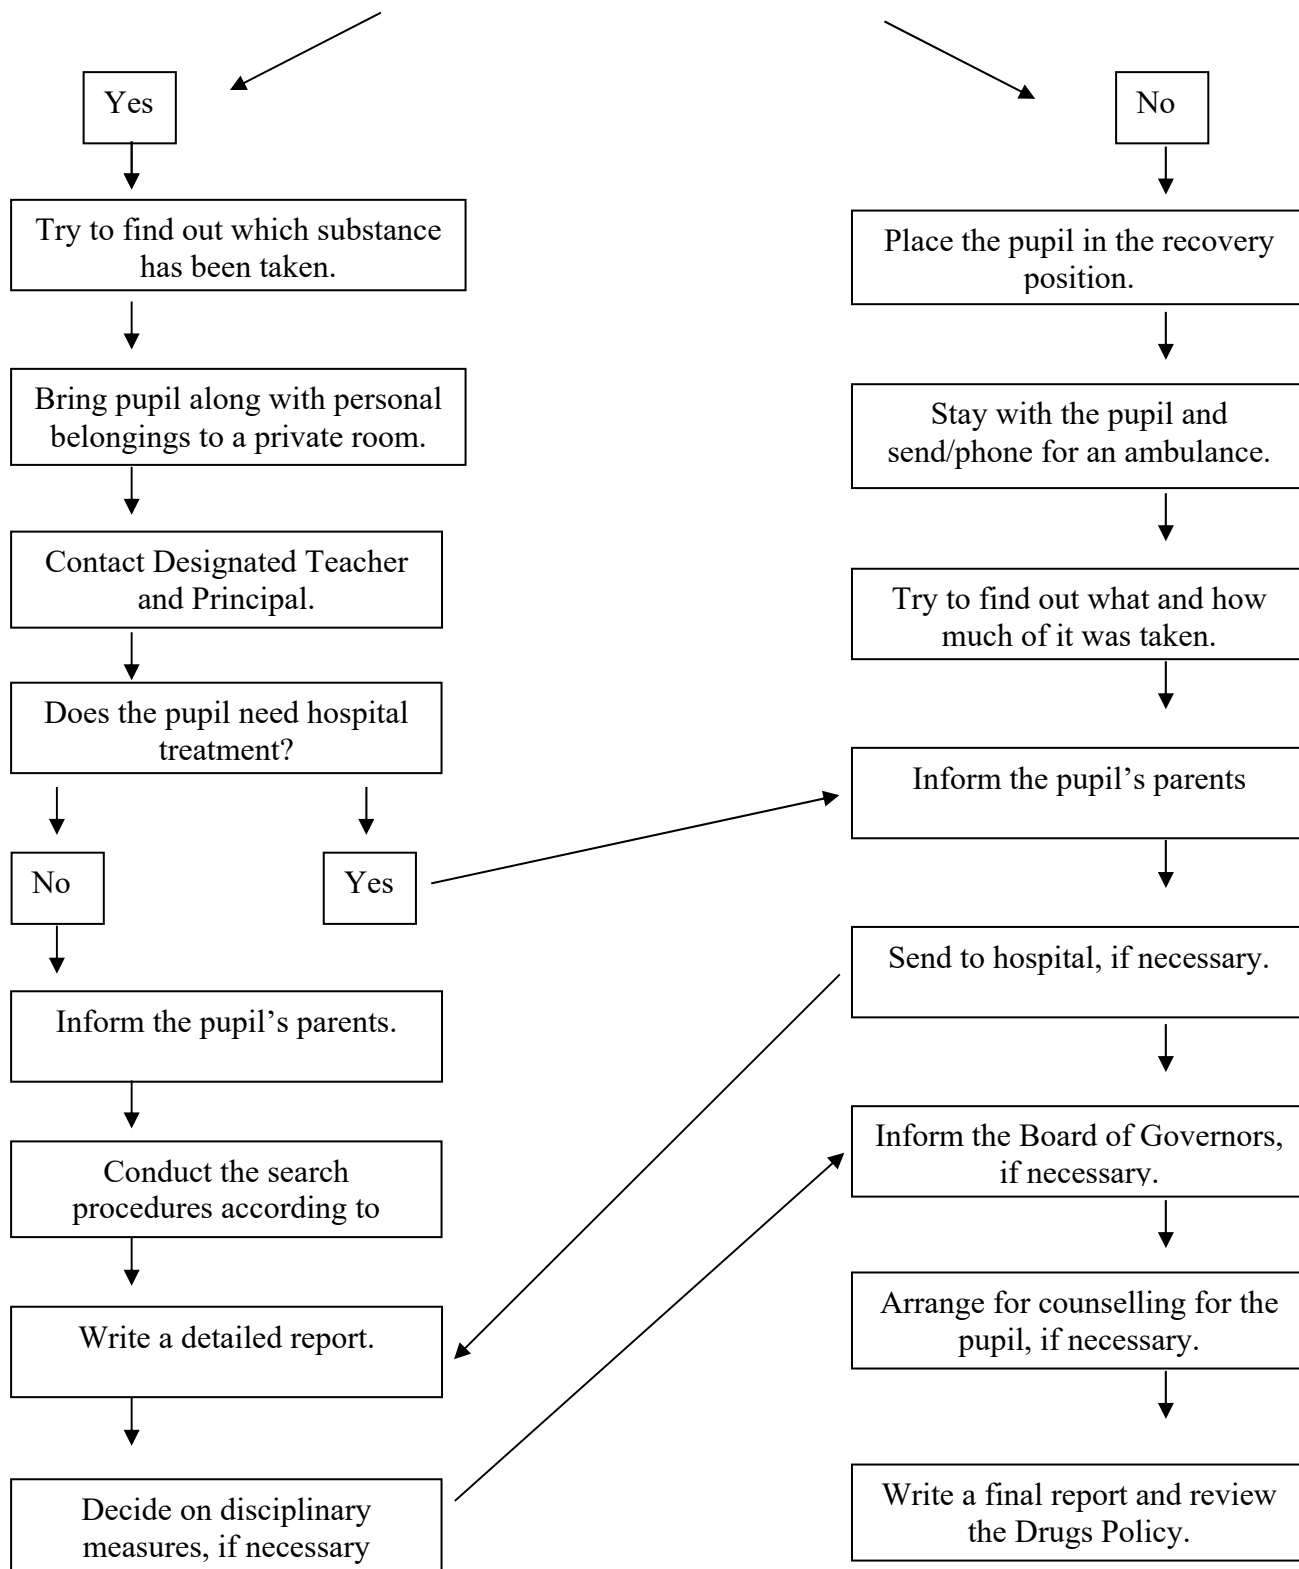 Yes
Try to find out which substance
has been taken.
Bring pupil along with personal
belongings to a private room.
Contact Designated Teacher
and Principal.
Does the pupil need hospital
treatment?
No
Yes
Inform the pupil’s parents.
Conduct the search
procedures according to
Write a detailed report.
Decide on disciplinary
measures, if necessary
No
Place the pupil in the recovery
position.
Stay with the pupil and
send/phone for an ambulance.
Try to find out what and how
much of it was taken.
Inform the pupil’s parents
Send to hospital, if necessary.
Inform the Board of Governors,
if necessary.
Arrange for counselling for the
pupil, if necessary.
Write a final report and review
the Drugs Policy.